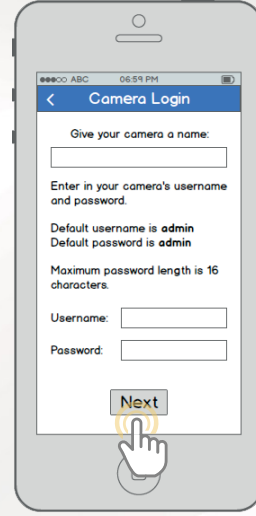 ABC 06:59 PM
Camera Login
Give your camera a name:
Enter in your camera's username
and password.
Default username is admin
Default password is admin
Maximum password length is 16
characters.
Username:
Password:
Next